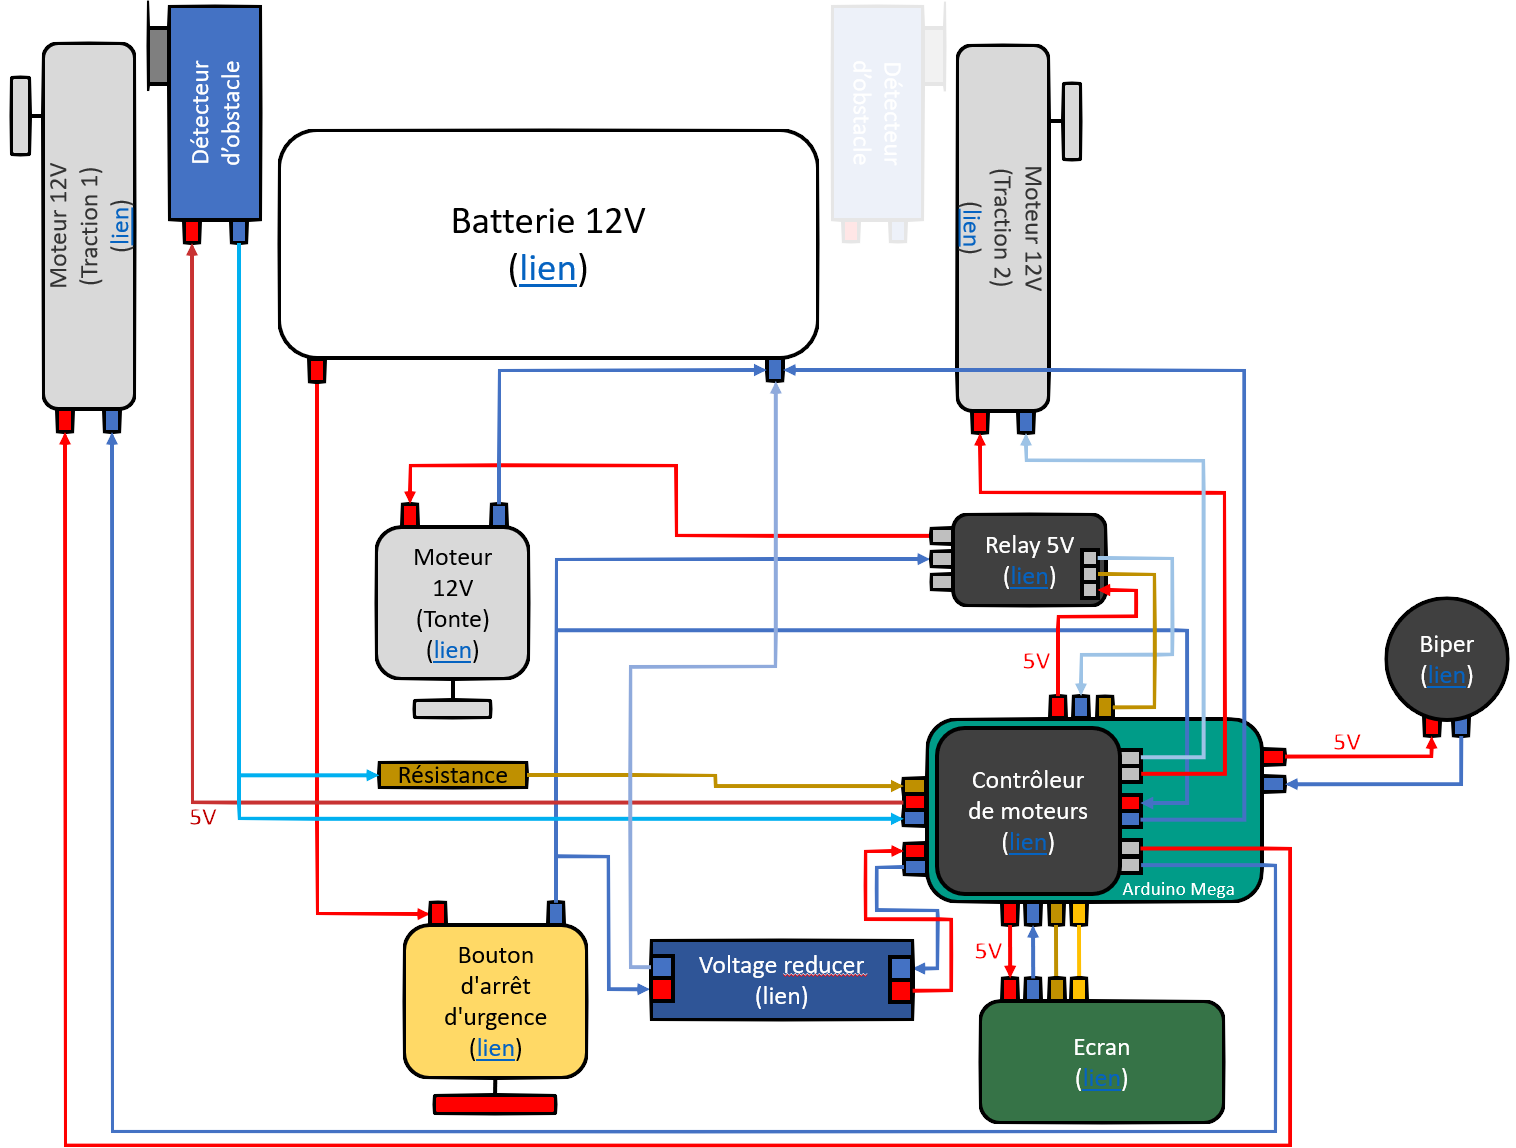 Détecteur
d'obstacle
Détecteur
d'obstacle
Moteur 12V
(Traction 1)
(lien)
Batterie 12V
(lien)
Moteur 12V
(Traction 2)
(lien)
Moteur
12V
(Tonte)
(lien)
Relay 5V
(lien)
5V
Biper
(lien)
5V
Résistance
5V
Contrôleur
de moteurs
(lien)
Arduino Mega
Bouton
d'arrêt
d'urgence
(lien)
Voltage reducer
(lien)
5V
Ecran
(lien)